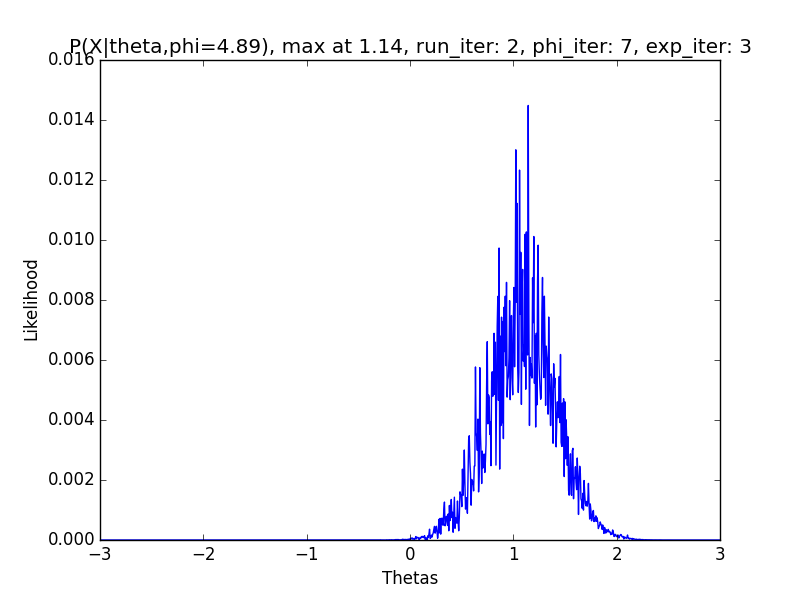 P(X|theta,phi=4.89), max at 1.14, run_iter: 2, phi_iter: 7, exp_iter: 3
0.016
0.014
0.012
0.010
0.008
0.006
0.004
0.002
0.000
Likelihood
−3 −2 −1 0 1 2 3
Thetas